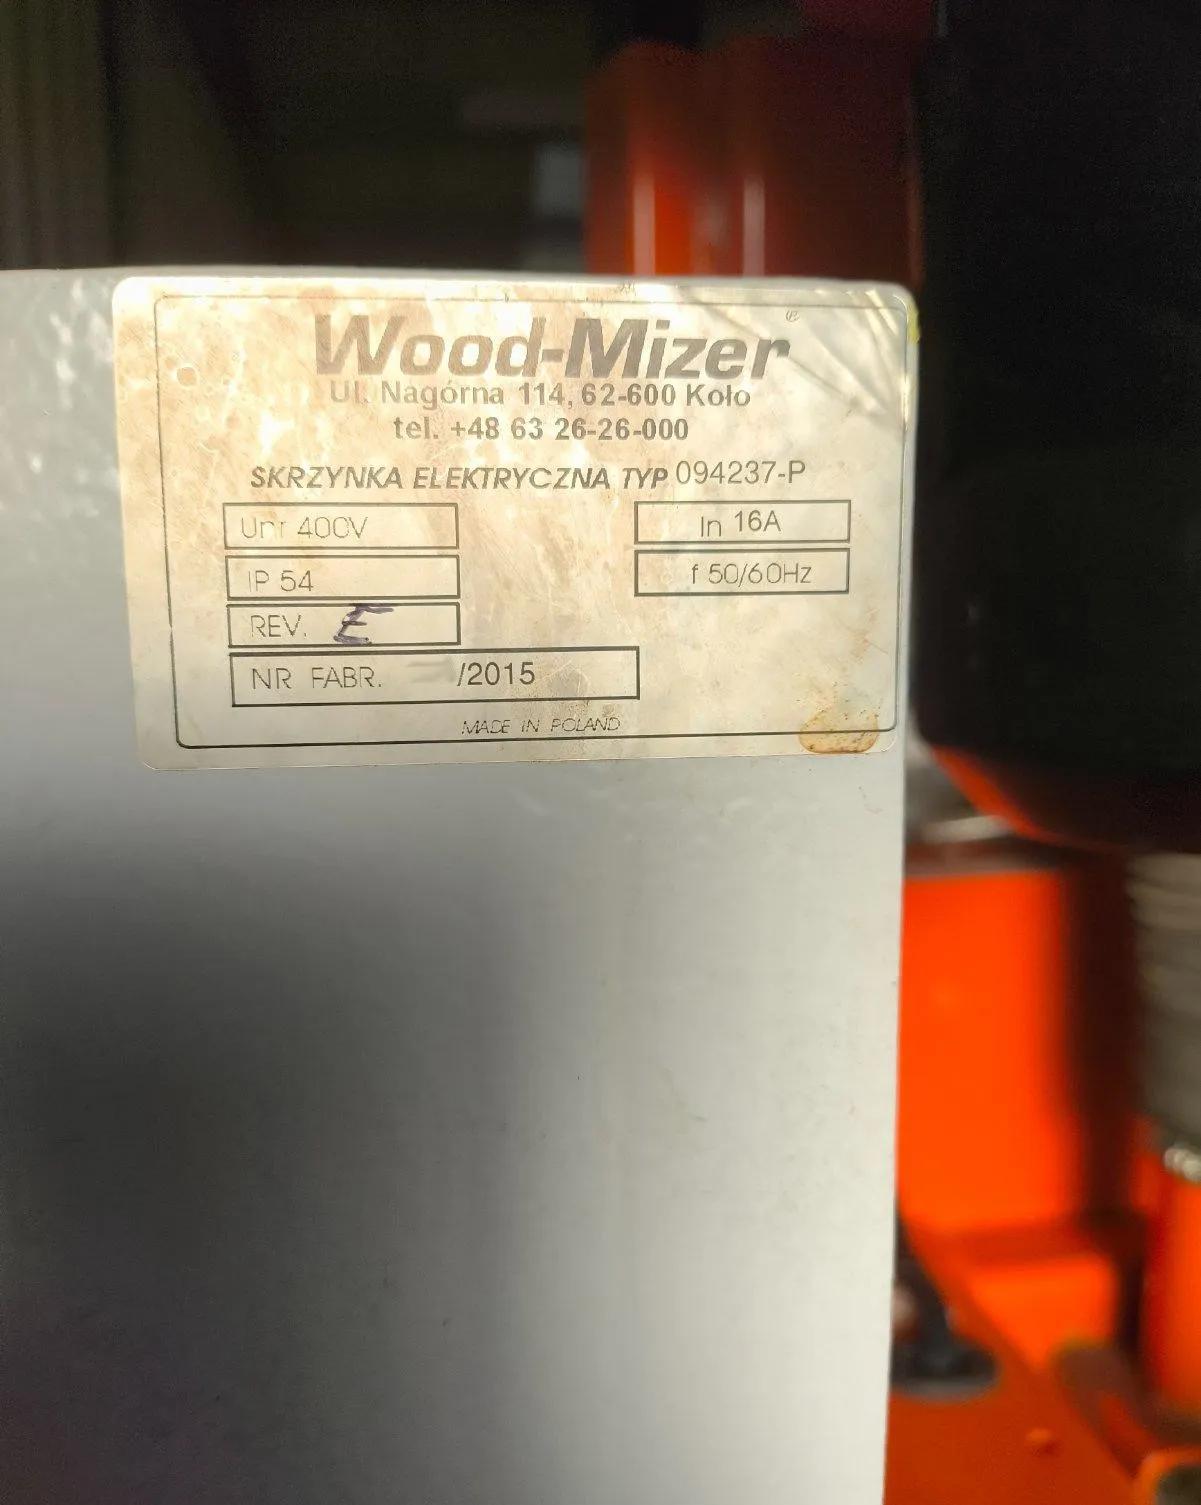 Wood-Mizer ®
Ul. Nagórna 114, 62-600 Koło
tel. +48 63 26-26-000
SKRZYNKA ELEKTRYCZNA TYP 094237-P
Un 400V In 16A
IP 54 f 50/60Hz
REV. E
NR FABR. /2015
MADE IN POLAND